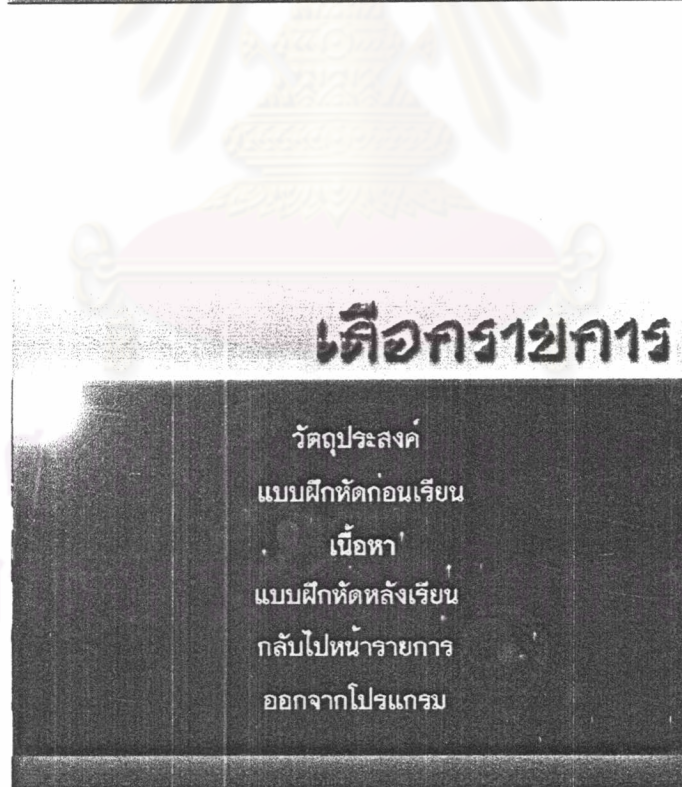 เลือกรายการ
วัตถุประสงค์
แบบฝึกหัดก่อนเรียน
เนื้อหา
แบบฝึกหัดหลังเรียน
กลับไปหน้ารายการ
ออกจากโปรแกรม